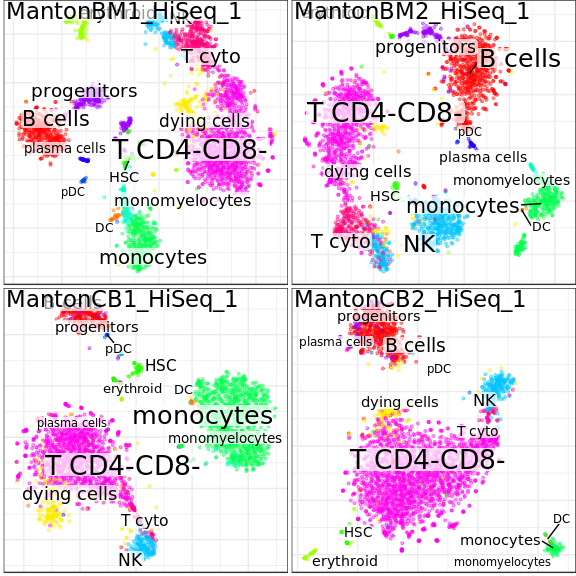 MantonBM1_HiSeq_1
T cyto
progenitors
B cells
dying cells
plasma cells
T CD4-CD8-
HSC
pDC
monomyelocytes
DC
monocytes
MantonBM2_HiSeq_1
progenitors
B cells
T CD4-CD8-
pDC
plasma cells
dying cells
monomyelocytes
HSC
monocytes
DC
T cyto
NK
MantonCB1_HiSeq_1
B cells
progenitors
pDC
HSC
erythroid
DC
monocytes
plasma cells
monomyelocytes
T CD4-CD8-
dying cells
T cyto
NK
MantonCB2_HiSeq_1
progenitors
plasma cells
B cells
pDC
NK
dying cells
T cyto
T CD4-CD8-
DC
HSC
monocytes
erythroid
monomyelocytes